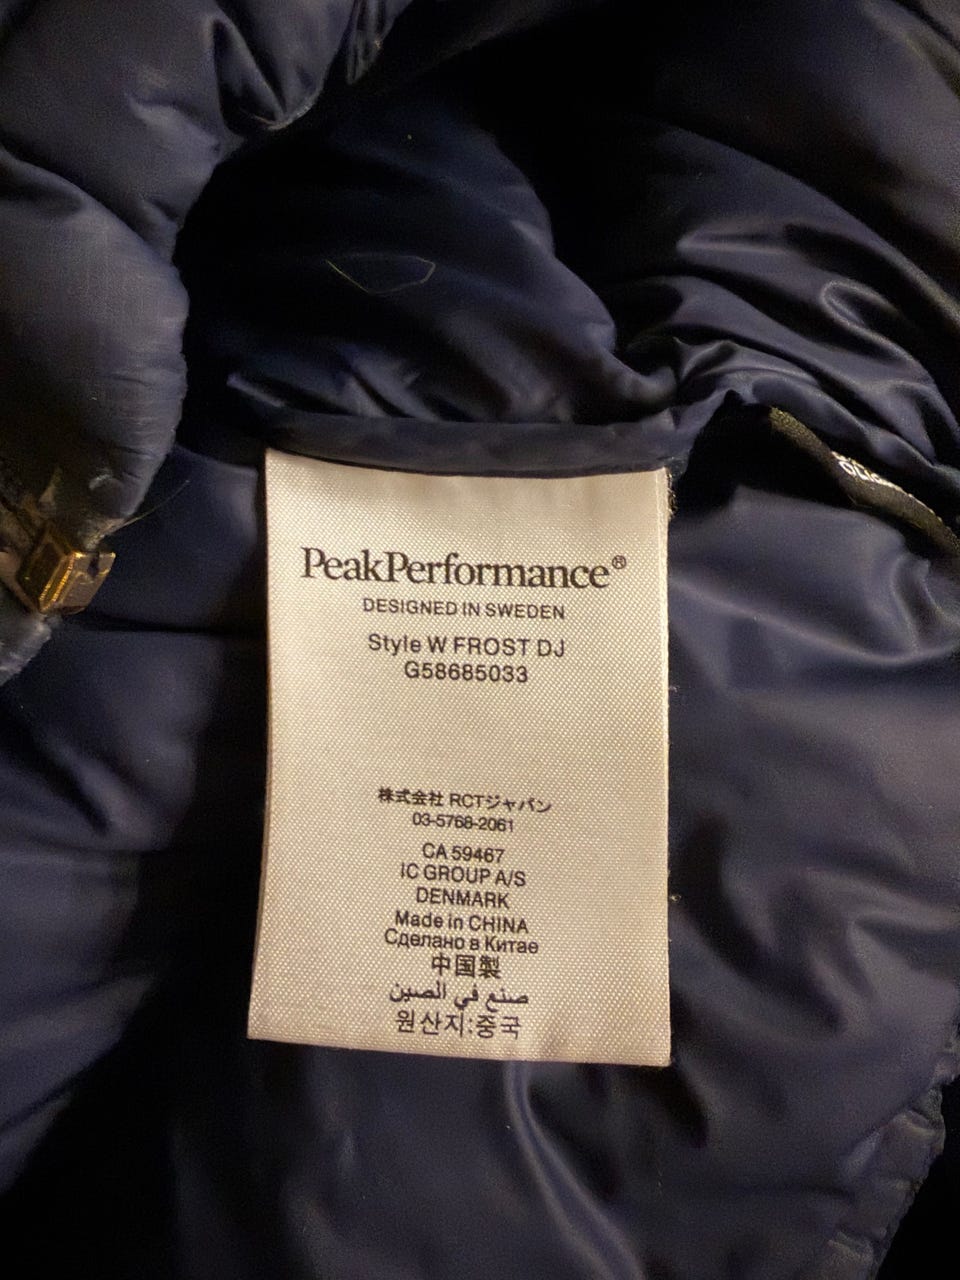 PeakPerformance®
DESIGNED IN SWEDEN
Style W FROST DJ
G58685033
株式会社 RCTジャパン
03-5768-2061
CA 59467
IC GROUP A/S
DENMARK
Made in CHINA
Сделано в Китае
中国製
صنع في الصين
원산지:중국